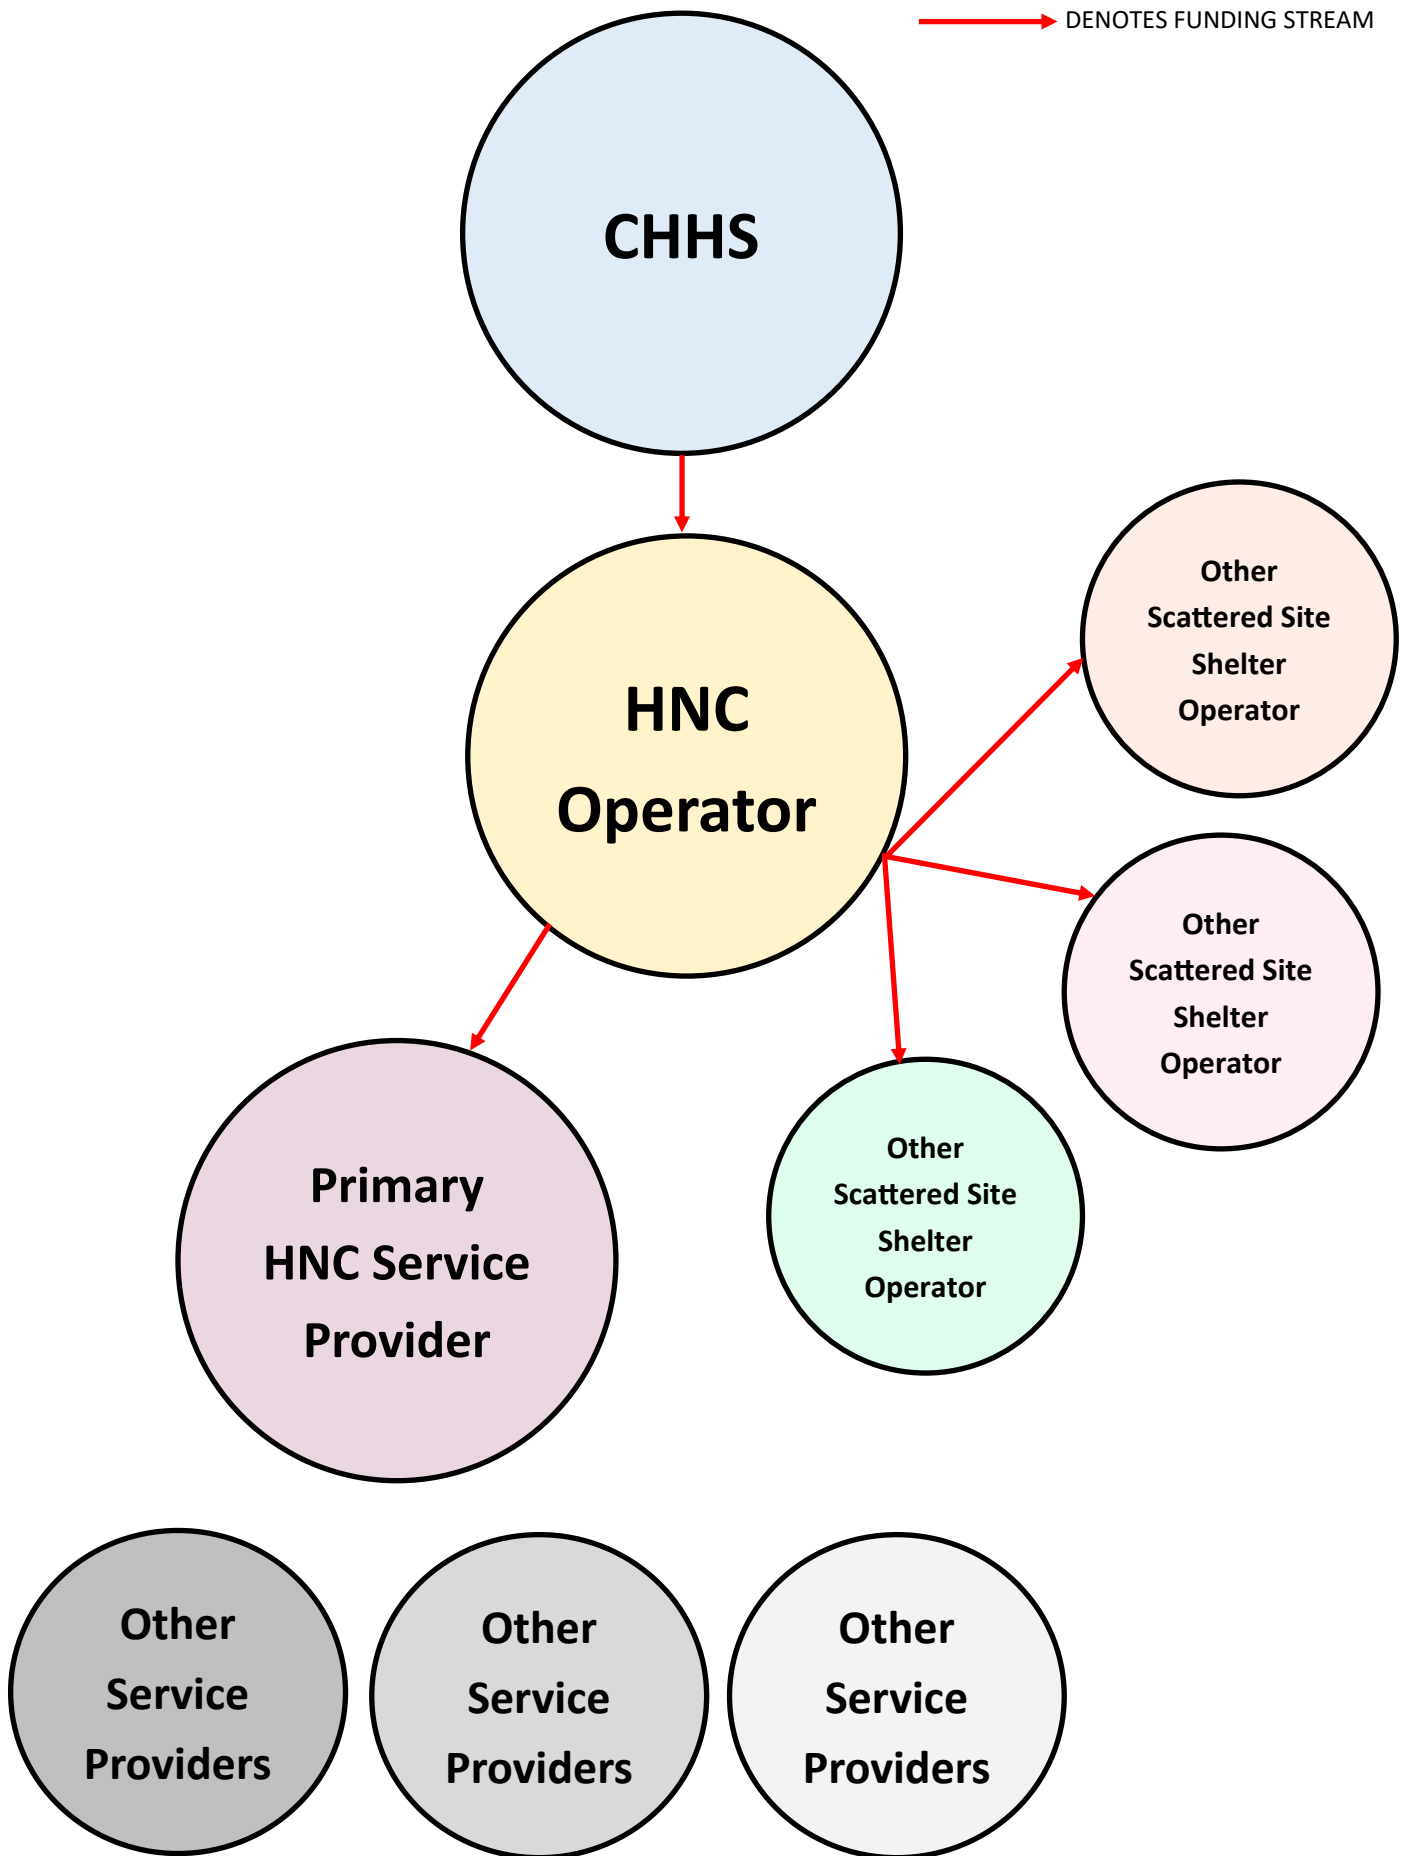 DENOTES FUNDING STREAM
CHHS
HNC
Operator
Other
Scattered Site
Shelter
Operator
Other
Scattered Site
Shelter
Operator
Other
Scattered Site
Shelter
Operator
Primary
HNC Service
Provider
Other
Service
Providers
Other
Service
Providers
Other
Service
Providers